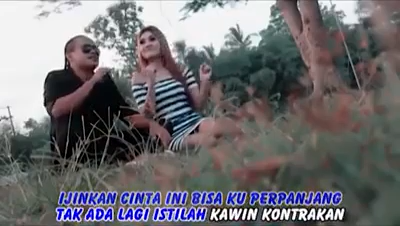 IJINKAN CINTA INI BISA KU PERPANJANG
TAK ADA LAGI ISTILAH KAWIN KONTRAKAN